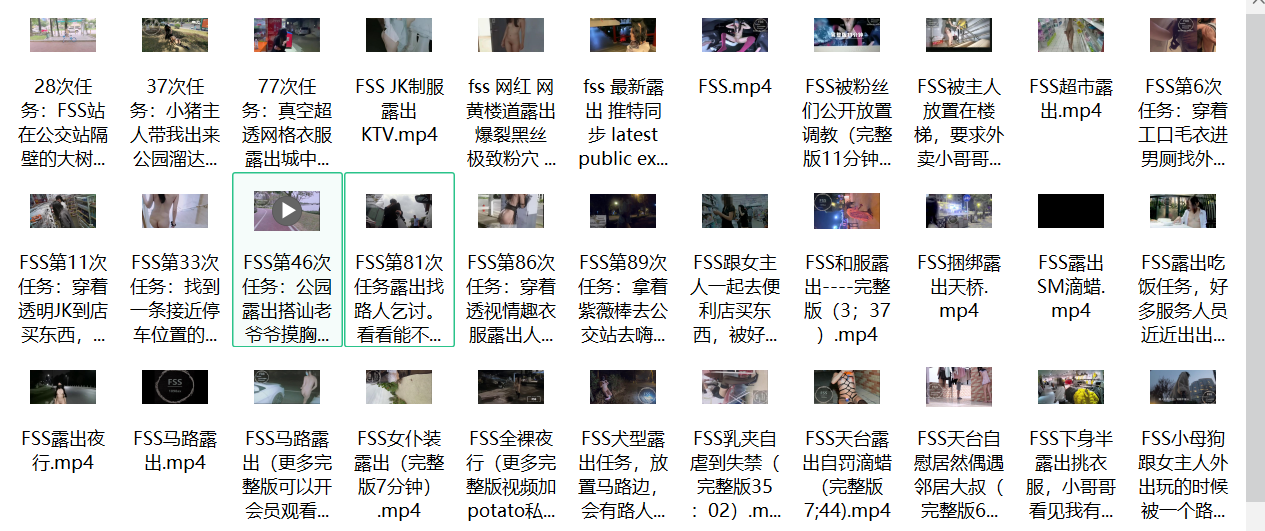 28次任
务：FSS站
在公交站隔
壁的大树...
37次任
务：小猪主
人带我出来
公园溜达...
77次任
务：真空超
透网格衣服
露出城中...
FSS JK制服
露出
KTV.mp4
fss 网红 网
黄楼道露出
爆裂黑丝
极致粉穴 ...
fss 最新露
出 推特同
步 latest
public ex...
FSS.mp4
FSS被粉丝
们公开放置
调教（完整
版11分钟...
FSS被主人
放置在楼
梯，要求外
卖小哥哥...
FSS超市露
出.mp4
FSS第6次
任务：穿着
工口毛衣进
男厕找外...
FSS第11次
任务：穿着
透明JK到店
买东西，...
FSS第33次
任务：找到
一条接近停
车位置的...
FSS第46次
任务：公园
露出搭讪老
爷爷摸胸...
FSS第81次
任务露出找
路人乞讨。
看看能不...
FSS第86次
任务：穿着
透视情趣衣
服露出人...
FSS第89次
任务：拿着
紫薇棒去公
交站去嗨...
FSS跟女主
人一起去便
利店买东
西，被好...
FSS和服露
出----完整
版（3；37
）.mp4
FSS捆绑露
出天桥.
mp4
FSS露出
SM滴蜡.
mp4
FSS露出吃
饭任务，好
多服务人员
近近出出...
FSS露出夜
行.mp4
FSS马路露
出.mp4
FSS马路露
出（更多完
整版可以开
会员观看...
FSS女仆装
露出（完整
版7分钟）
.mp4
FSS全裸夜
行（更多完
整版视频加
potato私...
FSS犬型露
出任务，放
置马路边，
会有路人...
FSS乳夹自
虐到失禁（
完整版35
：02）.m...
FSS天台露
出自罚滴蜡
（完整版
7;44).mp4
FSS天台自
慰居然偶遇
邻居大叔（
完整版6...
FSS下身半
露出挑衣
服，小哥哥
看见我有...
FSS小母狗
跟女主人外
出玩的时候
被一个路...